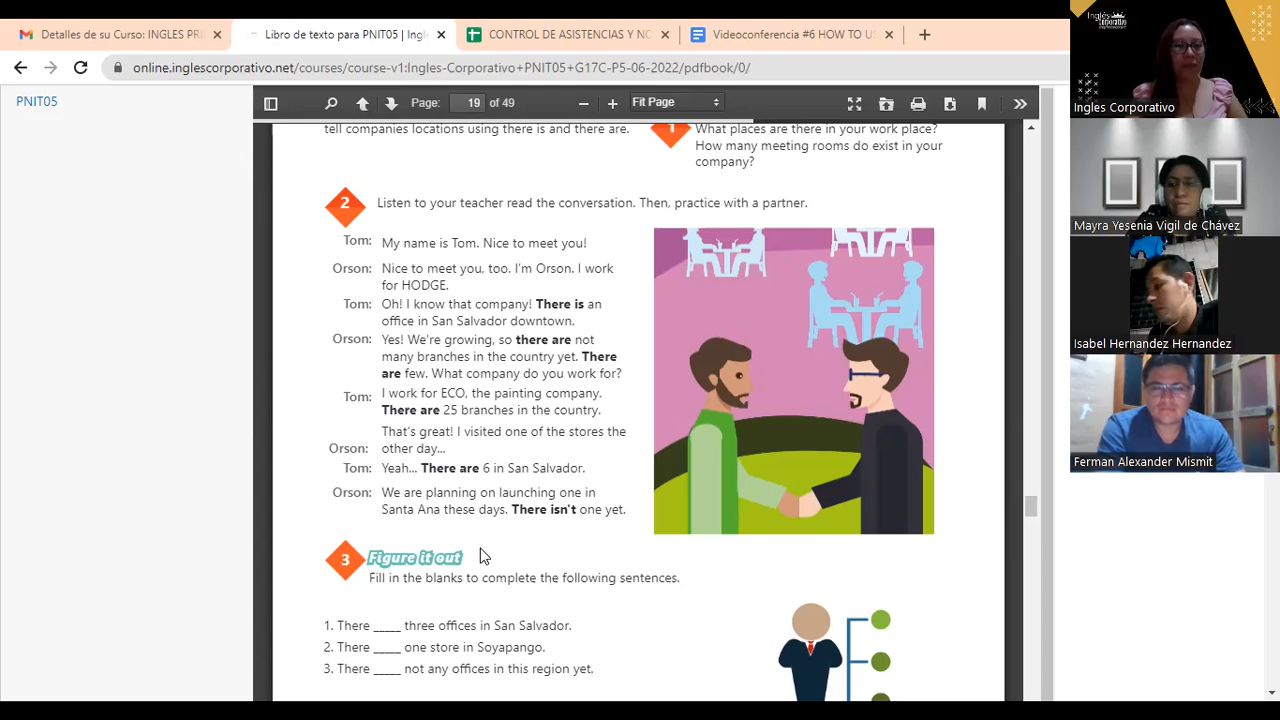 Detalles de su Curso: INGLES PRI
Libro de texto para PNIT05 | Ingl
CONTROL DE ASISTENCIAS Y NO
Videoconferencia #6 HOW TO US
online.inglescorporativo.net/courses/course-v1:Ingles-Corporativo+PNIT05+G17C-P5-06-2022/pdfbook/0/
PNIT05
Page: 19 of 49
Fit Page
tell companies locations using there is and there are.
1
What places are there in your work place?
How many meeting rooms do exist in your
company?
2
Listen to your teacher read the conversation. Then, practice with a partner.
Tom: My name is Tom. Nice to meet you!
Orson: Nice to meet you, too. I'm Orson. I work
for HODGE.
Tom: Oh! I know that company! There is an
office in San Salvador downtown.
Orson: Yes! We're growing, so there are not
many branches in the country yet. There
are few. What company do you work for?
Tom: I work for ECO, the painting company.
There are 25 branches in the country.
That's great! I visited one of the stores the
Orson: other day...
Tom: Yeah... There are 6 in San Salvador.
Orson: We are planning on launching one in
Santa Ana these days. There isn't one yet.
3
Figure it out
Fill in the blanks to complete the following sentences.
1. There _____ three offices in San Salvador.
2. There _____ one store in Soyapango.
3. There _____ not any offices in this region yet.
Inglés
Corporativo
Ingles Corporativo
Mayra Yesenia Vigil de Chávez
Isabel Hernandez Hernandez
Ferman Alexander Mismit